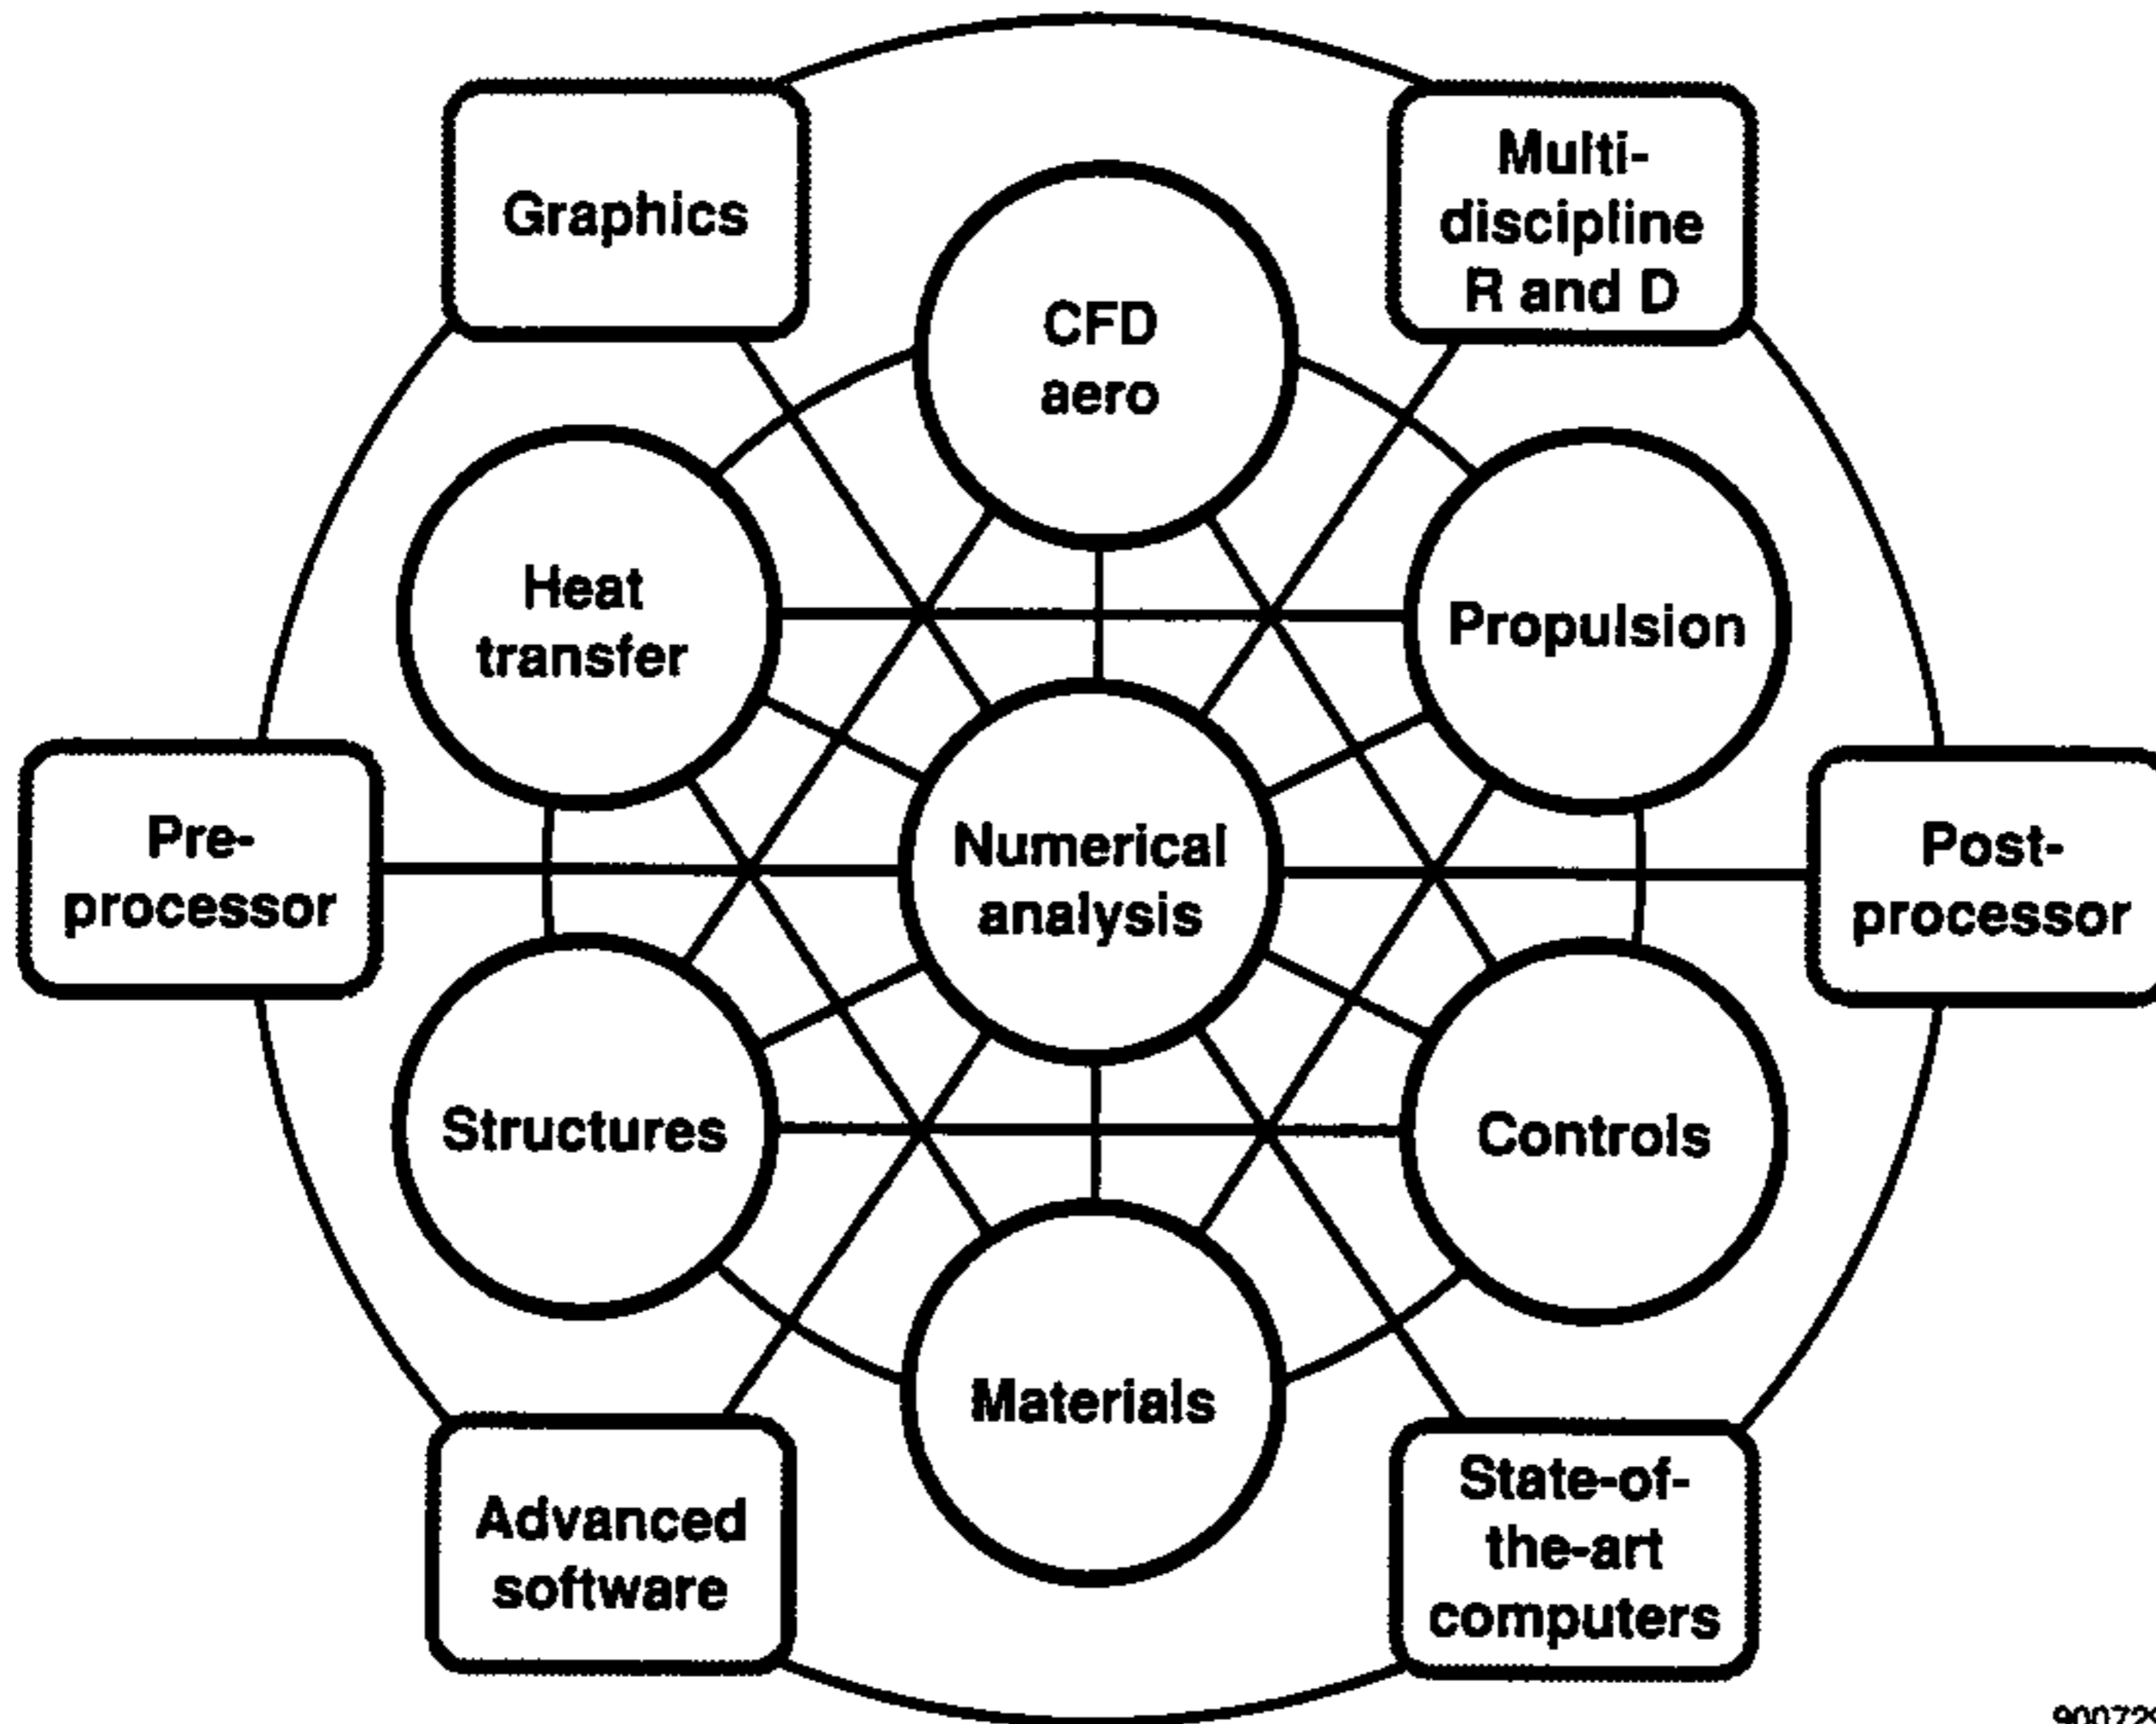 Graphics
Multi-
discipline
R and D
CFD
aero
Heat
transfer
Propulsion
Pre-
processor
Numerical
analysis
Post-
processor
Structures
Controls
Materials
Advanced
software
State-of-
the-art
computers